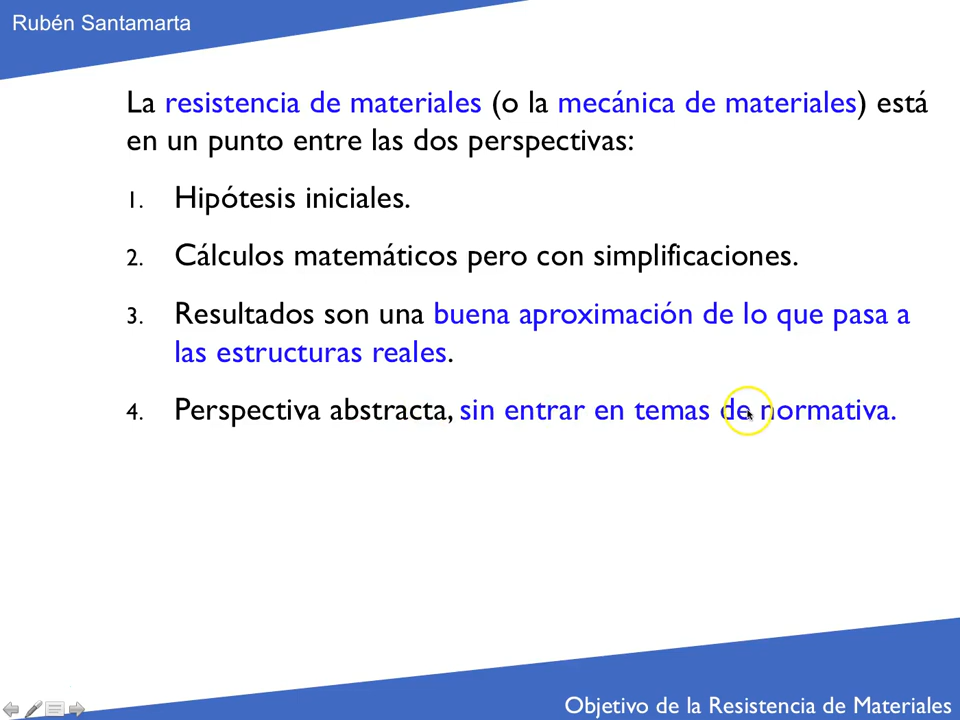 Rubén Santamarta
La resistencia de materiales (o la mecánica de materiales) está
en un punto entre las dos perspectivas:
1. Hipótesis iniciales.
2. Cálculos matemáticos pero con simplificaciones.
3. Resultados son una buena aproximación de lo que pasa a
las estructuras reales.
4. Perspectiva abstracta, sin entrar en temas de normativa.
Objetivo de la Resistencia de Materiales